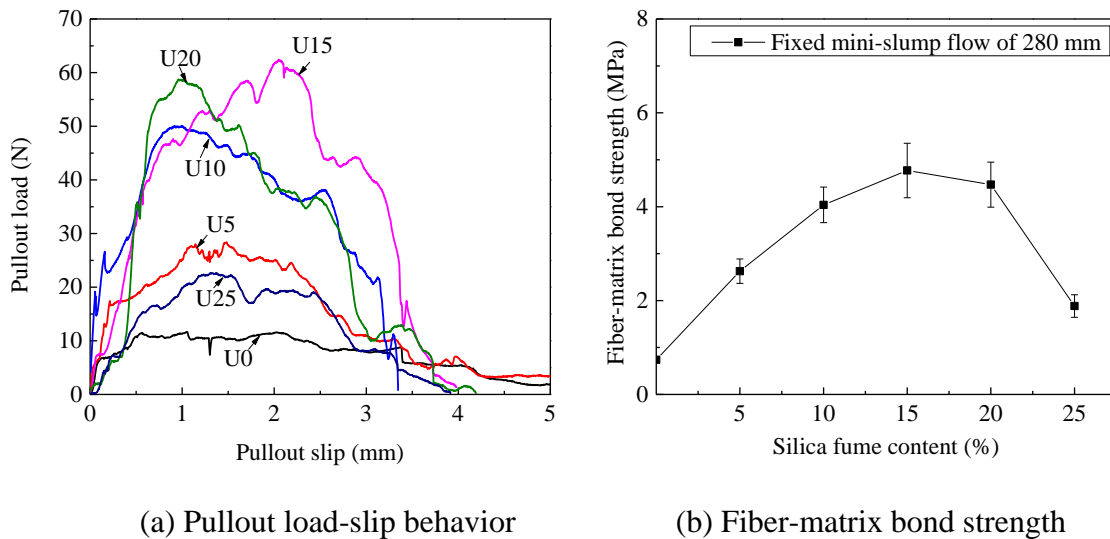 70
60
50
40
30
20
10
0
Pullout load (N)
U20
U15
U10
U5
U25
U0
0 1 2 3 4 5
Pullout slip (mm)
(a) Pullout load-slip behavior
8
6
4
2
0
Fiber-matrix bond strength (MPa)
Fixed mini-slump flow of 280 mm
5 10 15 20 25
Silica fume content (%)
(b) Fiber-matrix bond strength